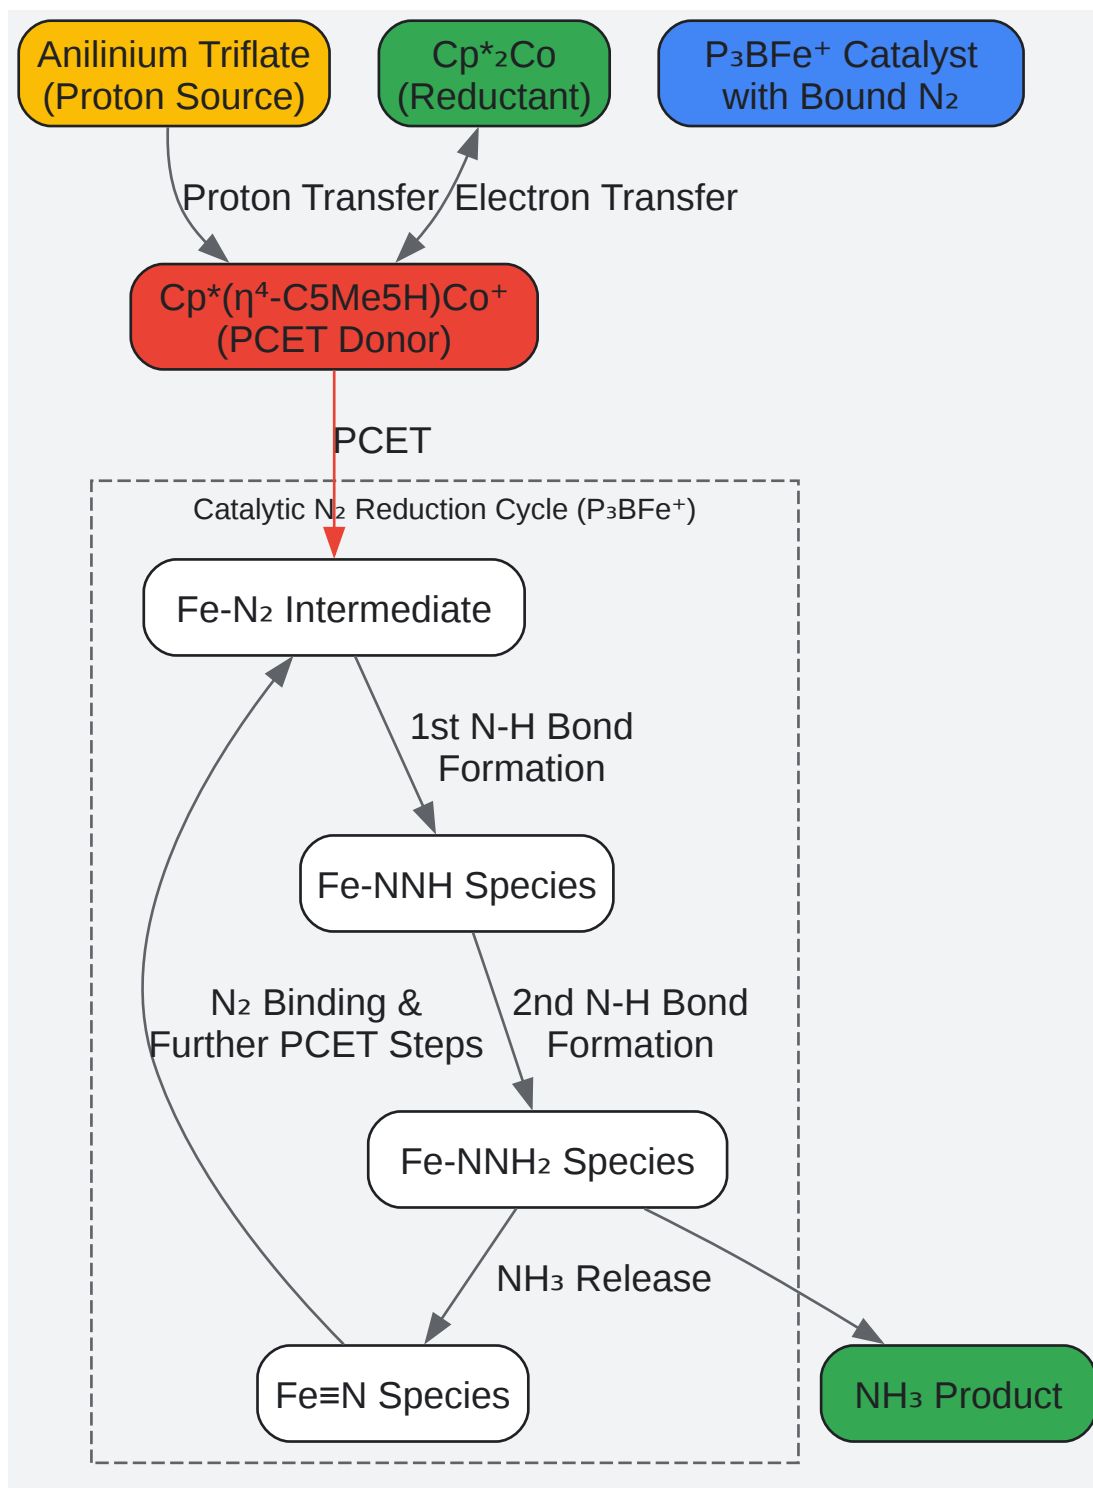 Anilinium Triflate
(Proton Source)
Cp*₂Co
(Reductant)
P₃BFe⁺ Catalyst
with Bound N₂
Proton Transfer
Electron Transfer
Cp*(η⁴-C5Me5H)Co⁺
(PCET Donor)
PCET
Catalytic N₂ Reduction Cycle (P₃BFe⁺)
Fe-N₂ Intermediate
1st N-H Bond
Formation
Fe-NNH Species
N₂ Binding &
Further PCET Steps
2nd N-H Bond
Formation
Fe-NNH₂ Species
NH₃ Release
Fe≡N Species
NH₃ Product